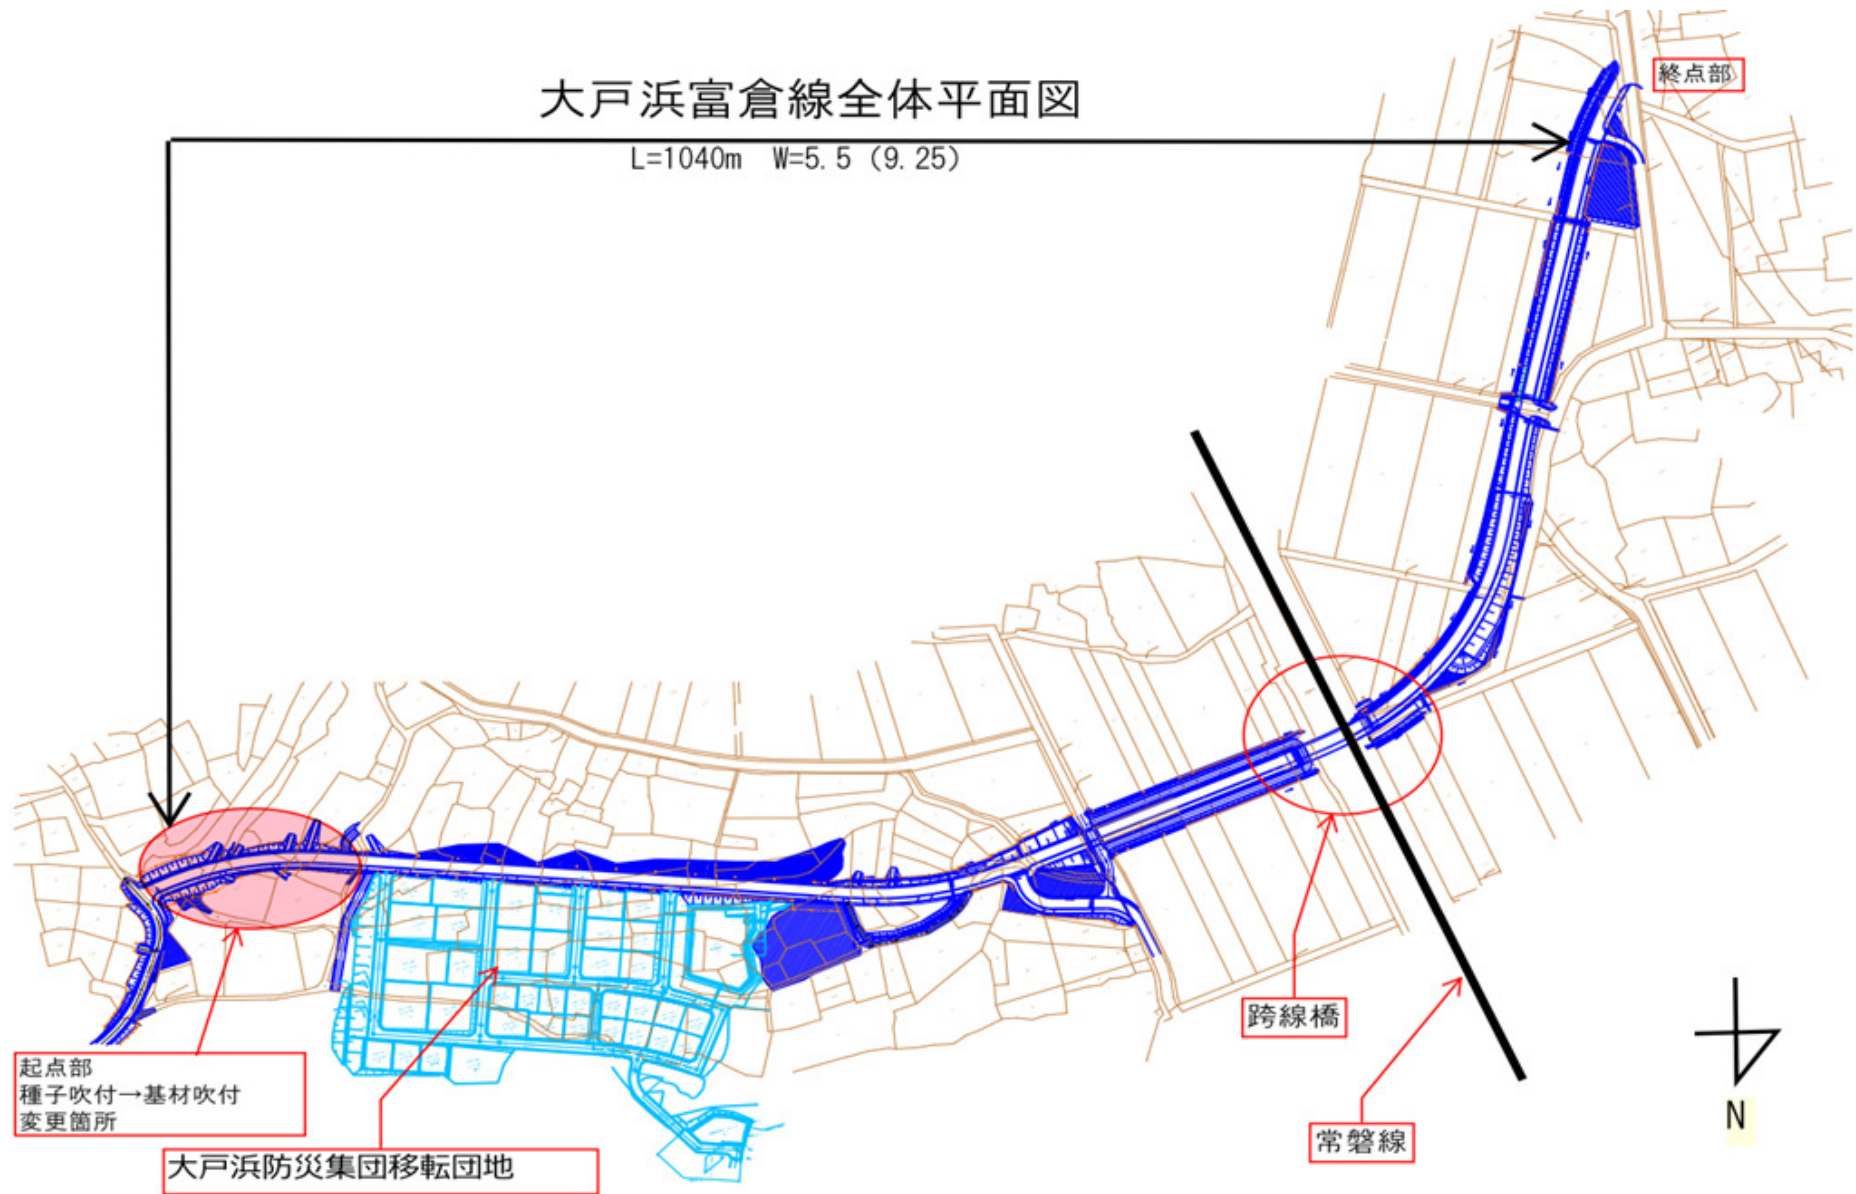 大戸浜富倉線全体平面図
L=1040m W=5.5 (9.25)
終点部
跨線橋
常磐線
N
起点部
種子吹付→基材吹付
変更箇所
大戸浜防災集団移転団地